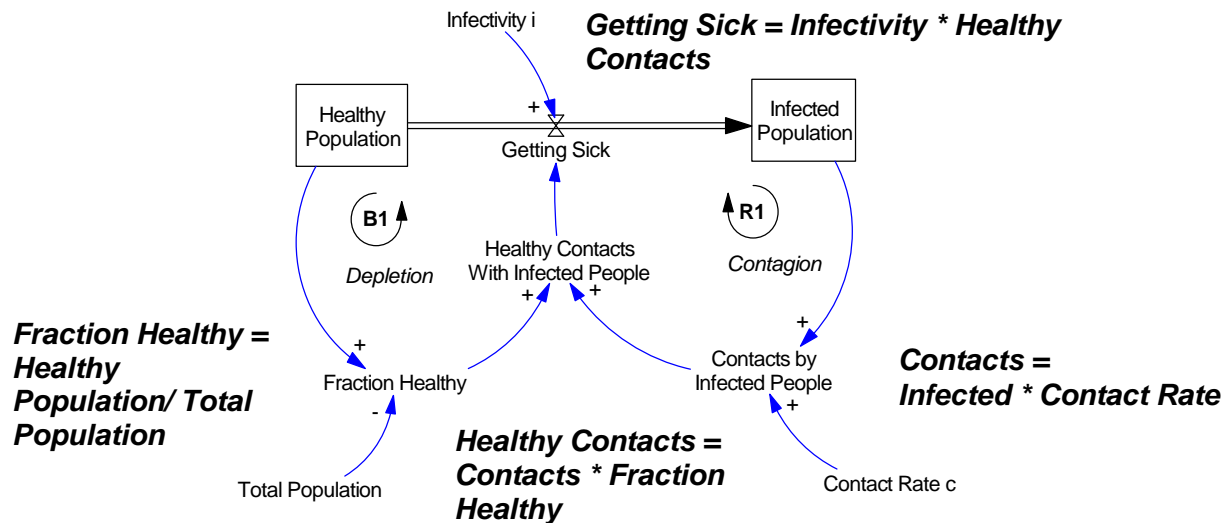 Infectivity i
Getting Sick = Infectivity * Healthy
Contacts
+
Healthy
Population
Infected
Population
Getting Sick
B1
R1
Depletion
Healthy Contacts
With Infected People
Contagion
+
+
Fraction Healthy =
Healthy
Population/ Total
Population
+
Fraction Healthy
-
+
Contacts by
Infected People
+
Contacts =
Infected * Contact Rate
Healthy Contacts =
Contacts * Fraction
Healthy
Total Population
Contact Rate c